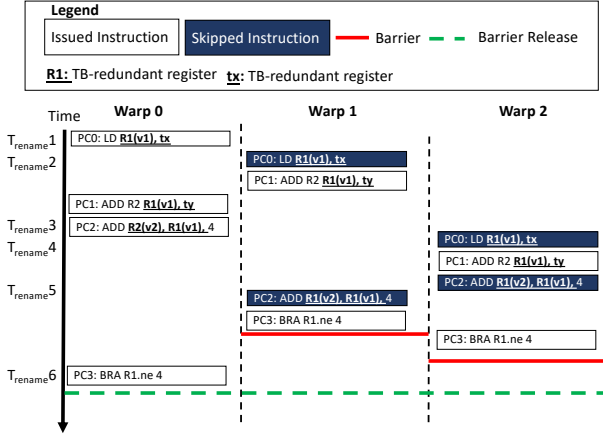 Legend
Issued Instruction
Skipped Instruction
Barrier
Barrier Release
R1: TB-redundant register
tx: TB-redundant register
Time
Warp 0
Warp 1
Warp 2
Trename1
PC0: LD R1(v1), tx
Trename2
PC0: LD R1(v1), tx
PC1: ADD R2 R1(v1), ty
PC1: ADD R2 R1(v1), ty
Trename3
PC2: ADD R2(v2), R1(v1), 4
Trename4
PC0: LD R1(v1), tx
PC1: ADD R2 R1(v1), ty
PC2: ADD R1(v2), R1(v1), 4
Trename5
PC2: ADD R1(v2), R1(v1), 4
PC3: BRA R1.ne 4
PC3: BRA R1.ne 4
Trename6
PC3: BRA R1.ne 4